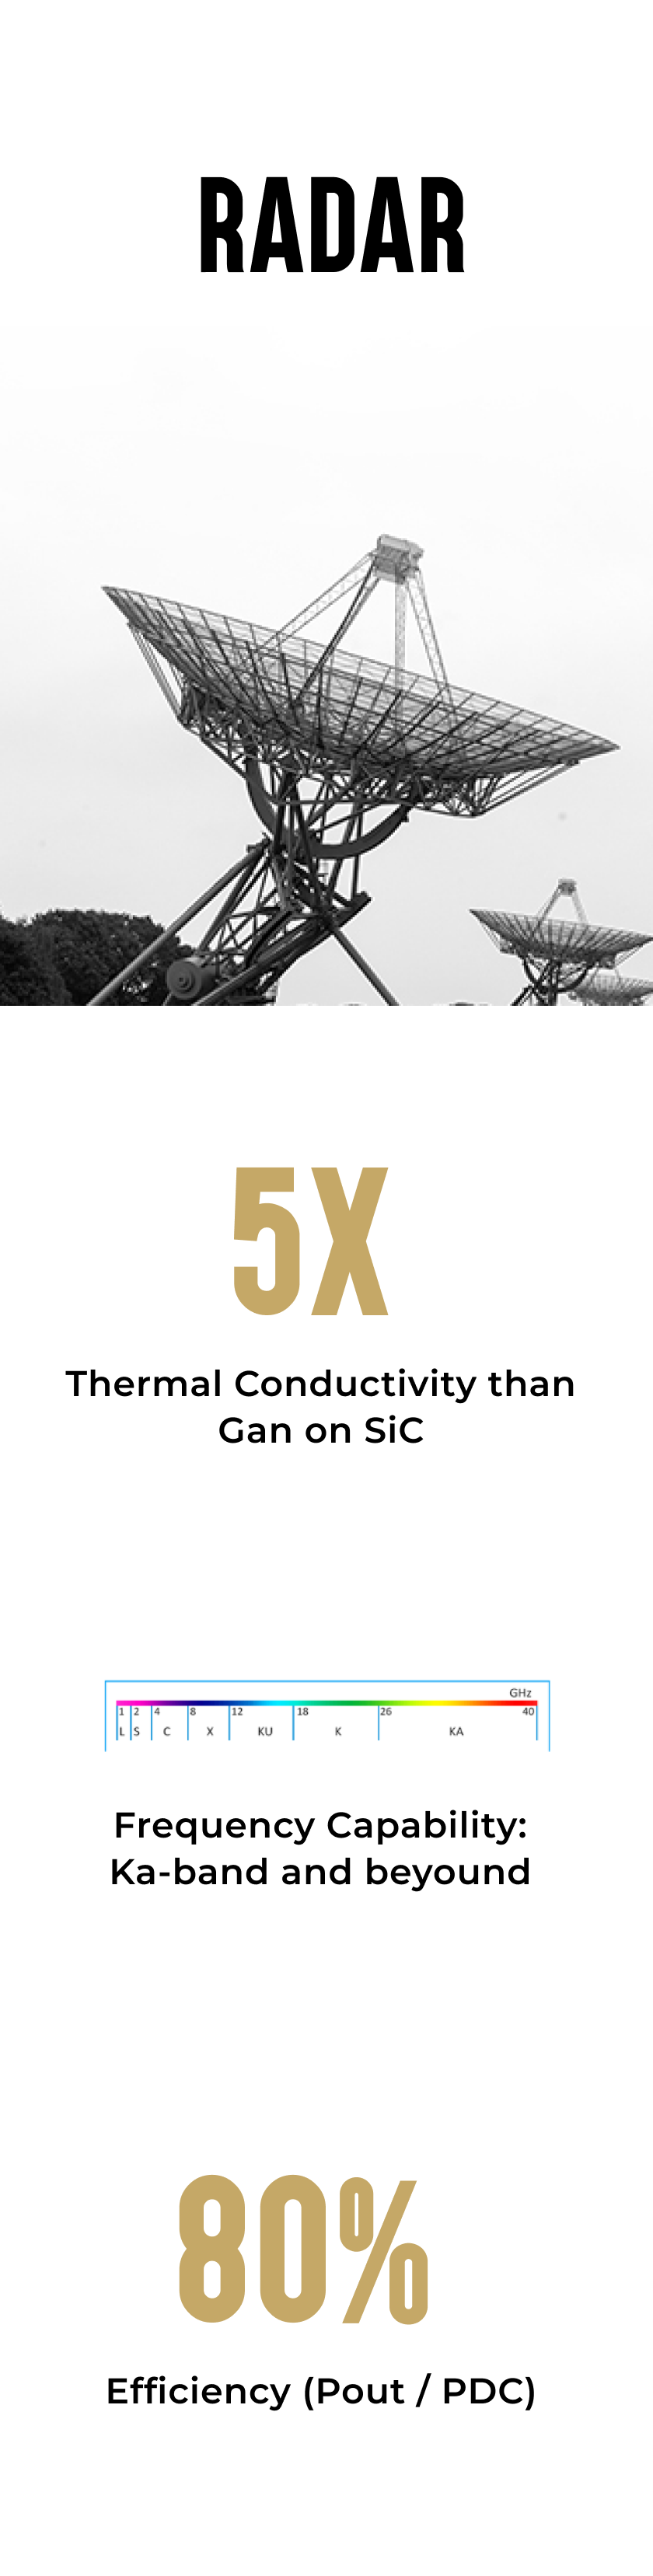 RADAR
5X
Thermal Conductivity than
Gan on SiC
GHz
1 2 4 8 12 18 26 40
L S C X KU K KA
Frequency Capability:
Ka-band and beyound
80%
Efficiency (Pout / PDC)